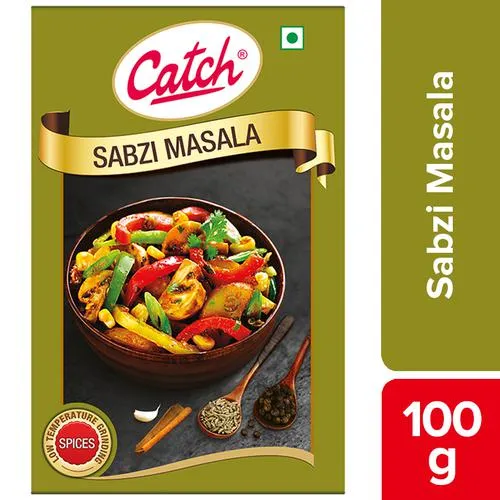 Catch®
SABZI MASALA
LOW TEMPERATURE GRINDING
SPICES
Sabzi Masala
100
g